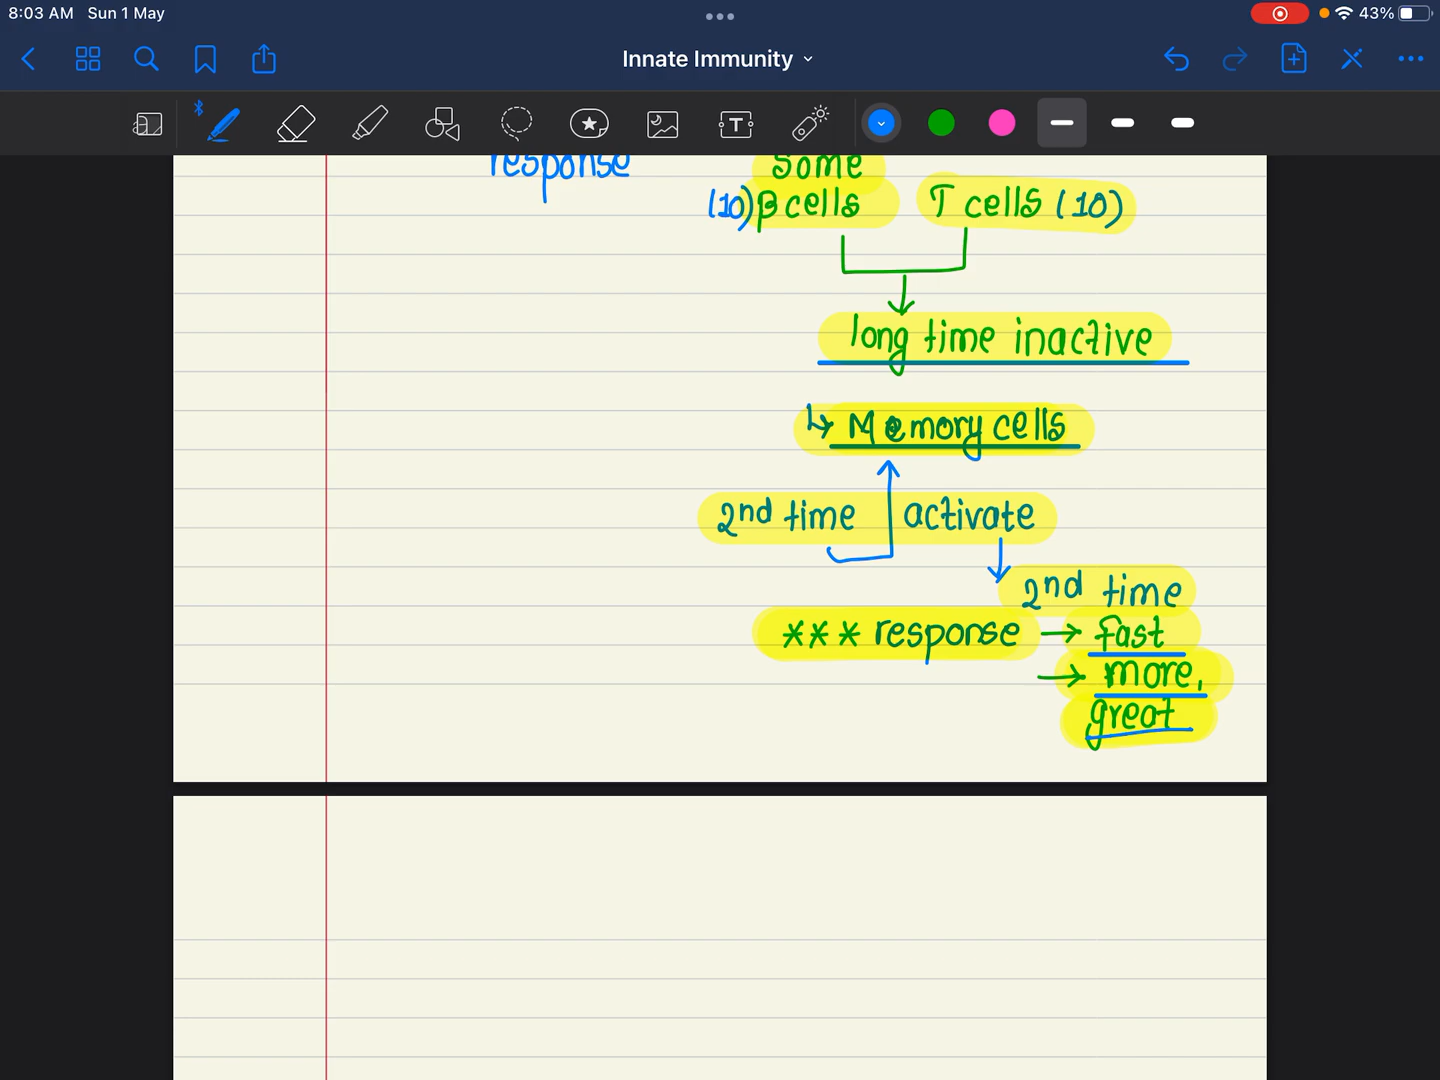 8:03 AM Sun 1 May
43%
Innate Immunity
response
some
(10) β cells T cells (10)
long time inactive
↳ Memory cells
2nd time activate
2nd time
*** response → fast
→ more,
great